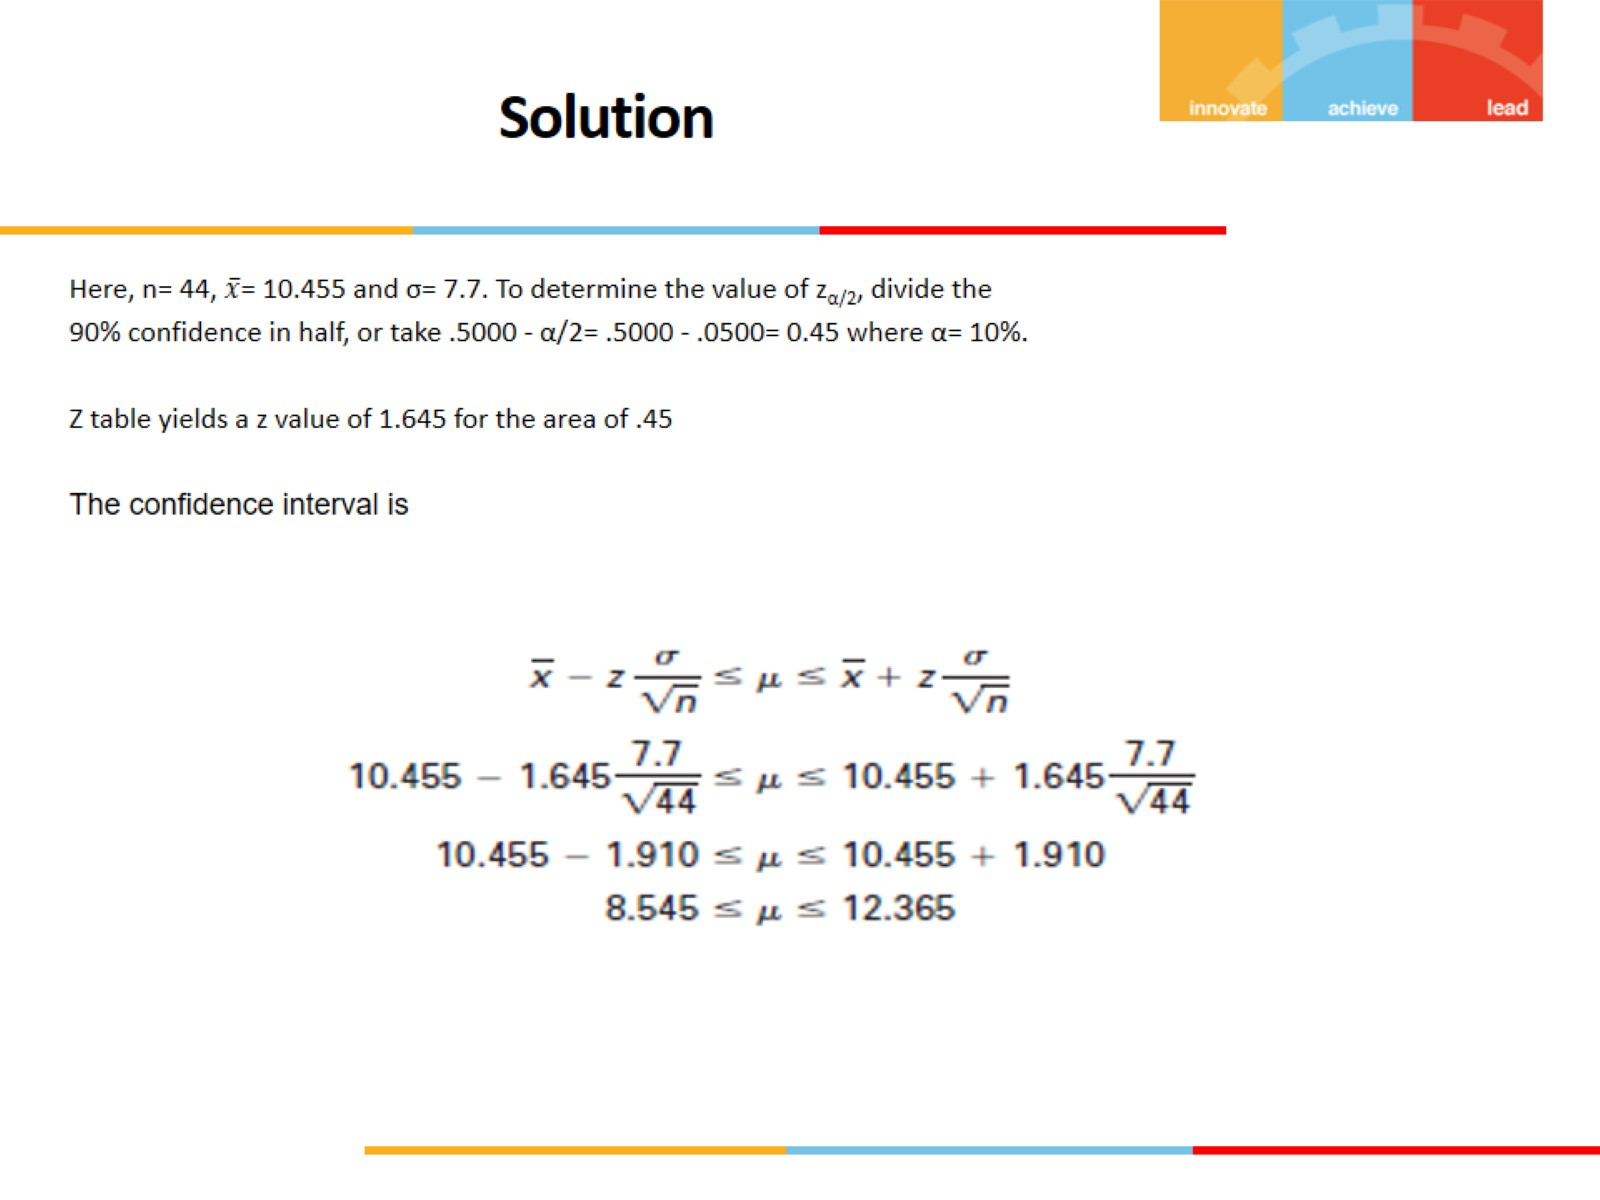 innovate achieve lead
Solution
Here, n= 44, x̄= 10.455 and σ= 7.7. To determine the value of zα/2, divide the
90% confidence in half, or take .5000 - α/2= .5000 - .0500= 0.45 where α= 10%.
Z table yields a z value of 1.645 for the area of .45
The confidence interval is
x̄ − z σ/√n ≤ μ ≤ x̄ + z σ/√n
10.455 − 1.645 7.7/√44 ≤ μ ≤ 10.455 + 1.645 7.7/√44
10.455 − 1.910 ≤ μ ≤ 10.455 + 1.910
8.545 ≤ μ ≤ 12.365